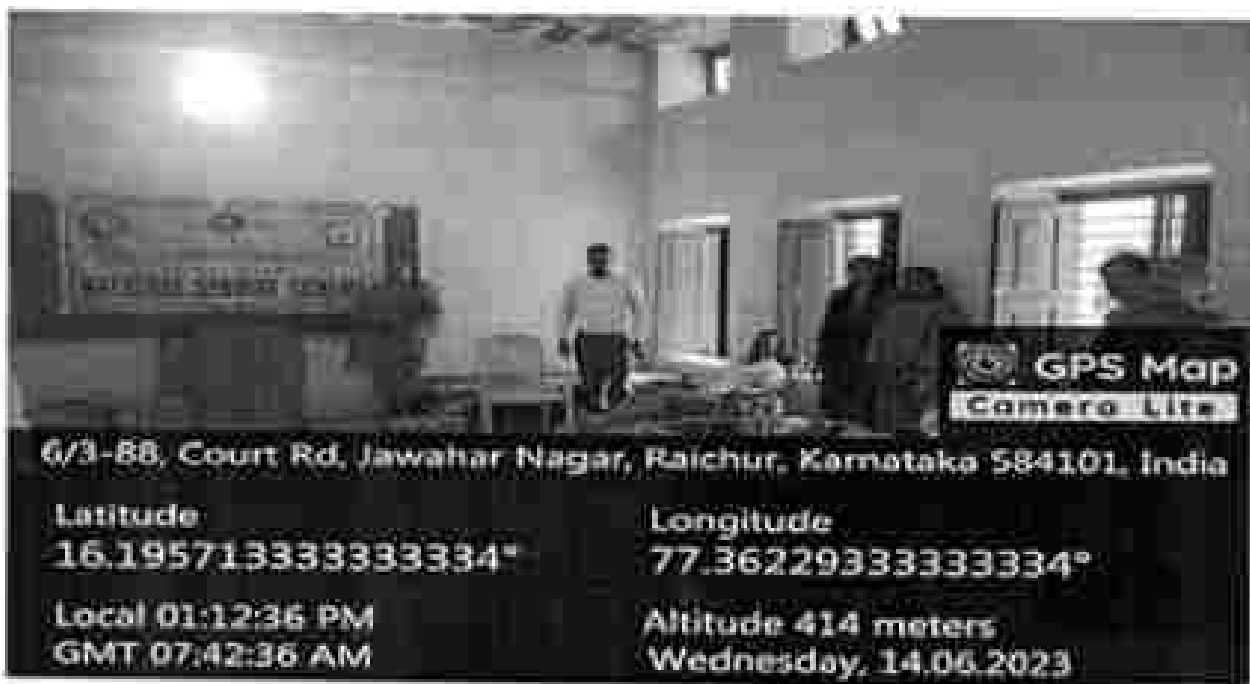 GPS Map
Camera Lite
6/3-88, Court Rd, Jawahar Nagar, Raichur, Karnataka 584101, India
Latitude
16.195713333333334°
Longitude
77.36229333333334°
Local 01:12:36 PM
GMT 07:42:36 AM
Altitude 414 meters
Wednesday, 14.06.2023